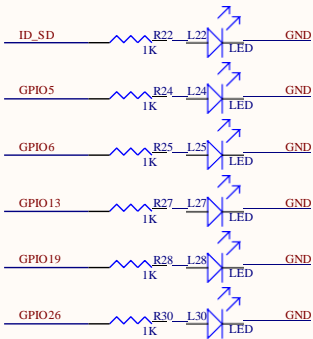 ID_SD R22 L22 GND
1K LED
GPIO5 R24 L24 GND
1K LED
GPIO6 R25 L25 GND
1K LED
GPIO13 R27 L27 GND
1K LED
GPIO19 R28 L28 GND
1K LED
GPIO26 R30 L30 GND
1K LED